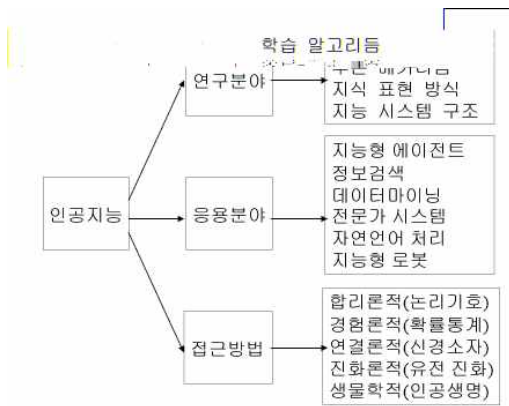 학습 알고리듬
연구분야
지식 표현 방식
지능 시스템 구조
인공지능
응용분야
지능형 에이전트
정보검색
데이터마이닝
전문가 시스템
자연언어 처리
지능형 로봇
접근방법
합리론적(논리기호)
경험론적(확률통계)
연결론적(신경소자)
진화론적(유전 진화)
생물학적(인공생명)